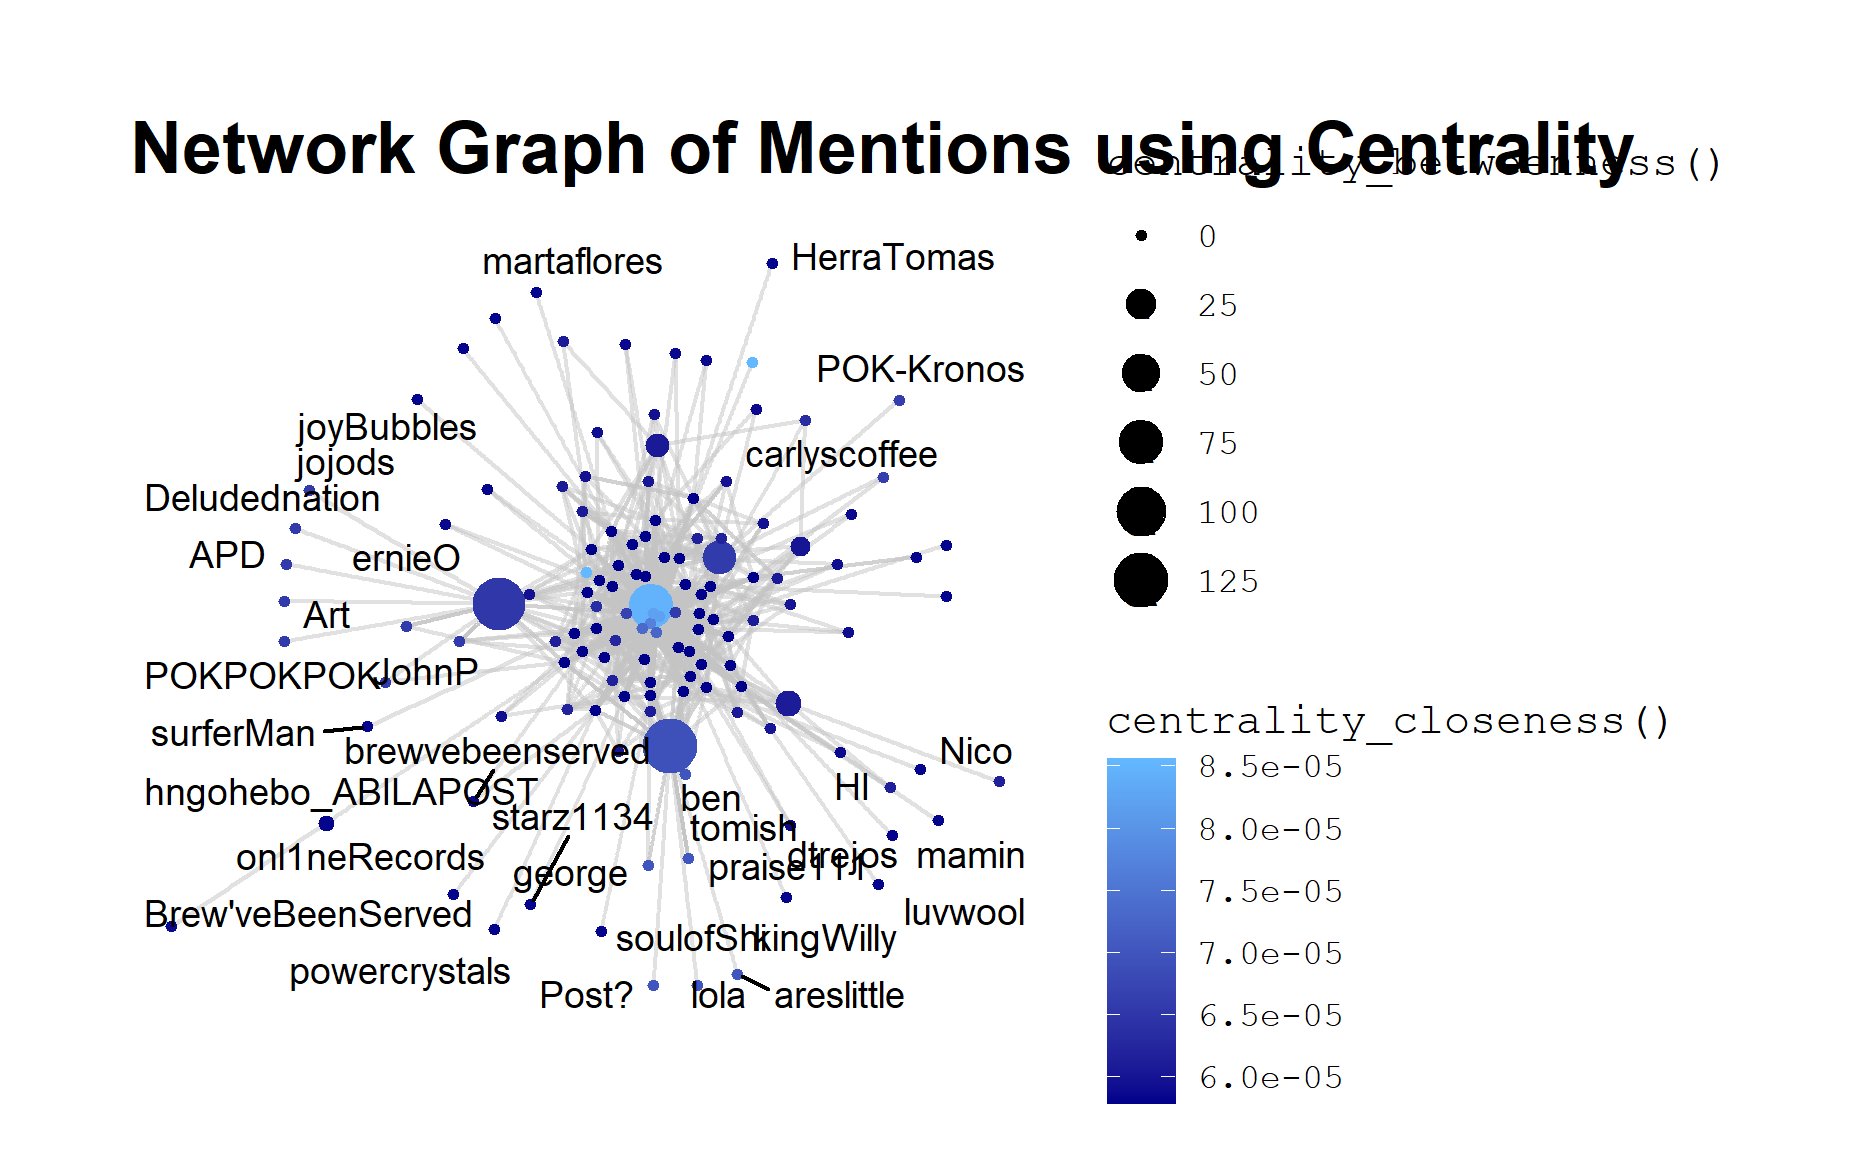 Network Graph of Mentions using Centrality
centrality_betweenness()
0
25
50
75
100
125
centrality_closeness()
8.5e-05
8.0e-05
7.5e-05
7.0e-05
6.5e-05
6.0e-05
martaflores
HerraTomas
POK-Kronos
joyBubbles
carlyscoffee
jojods
Deludednation
APD
ernieO
Art
POKPOKPOK
JohnP
surferMan
brewvebeenserved
Nico
hngohebo_ABILAPOST
HI
ben
starz1134
tomish
onl1neRecords
george
praise111
dtrejos
mamin
Brew'veBeenServed
luvwool
soulofShi
kingWilly
powercrystals
Post?
lola
areslittle